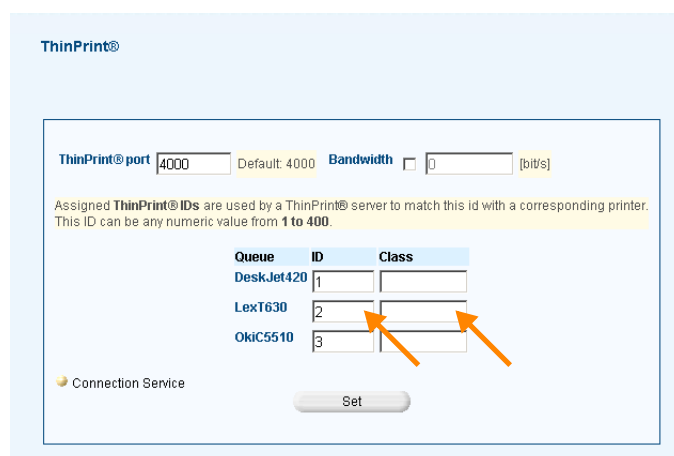 ThinPrint®
ThinPrint® port 4000 Default: 4000 Bandwidth 0 [bit/s]
Assigned ThinPrint® IDs are used by a ThinPrint® server to match this id with a corresponding printer.
This ID can be any numeric value from 1 to 400.
Queue ID Class
DeskJet420 1
LexT630 2
OkiC5510 3
Connection Service
Set